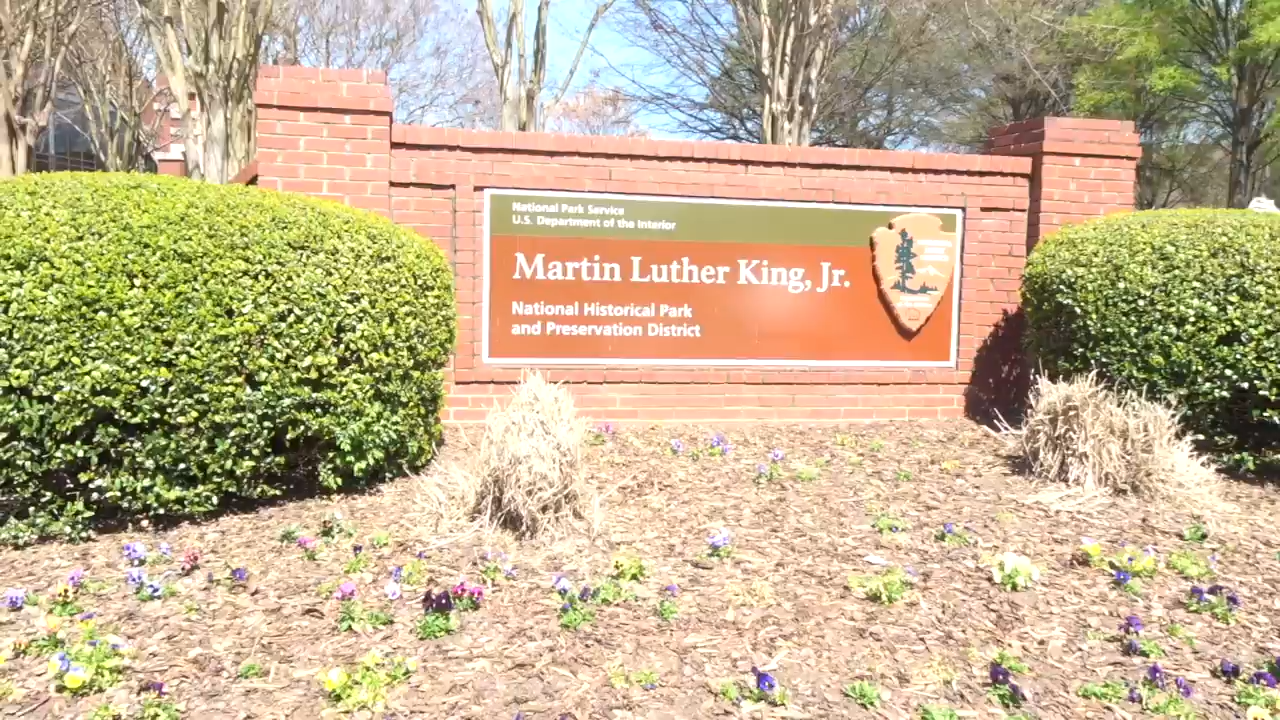 National Park Service
U.S. Department of the Interior
Martin Luther King, Jr.
National Historical Park
and Preservation District